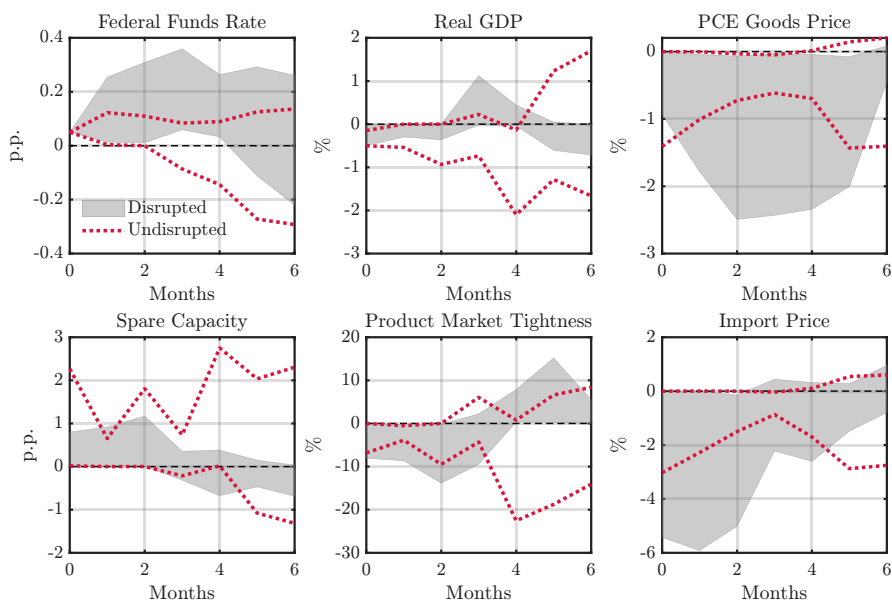 Federal Funds Rate
0.4
0.2
0
-0.2
-0.4
p.p.
Disrupted
Undisrupted
0 2 4 6
Months
Real GDP
2
1
0
-1
-2
-3
%
0 2 4 6
Months
PCE Goods Price
0
-1
-2
-3
%
0 2 4 6
Months
Spare Capacity
3
2
1
0
-1
-2
p.p.
0 2 4 6
Months
Product Market Tightness
20
10
0
-10
-20
-30
%
0 2 4 6
Months
Import Price
2
0
-2
-4
-6
%
0 2 4 6
Months